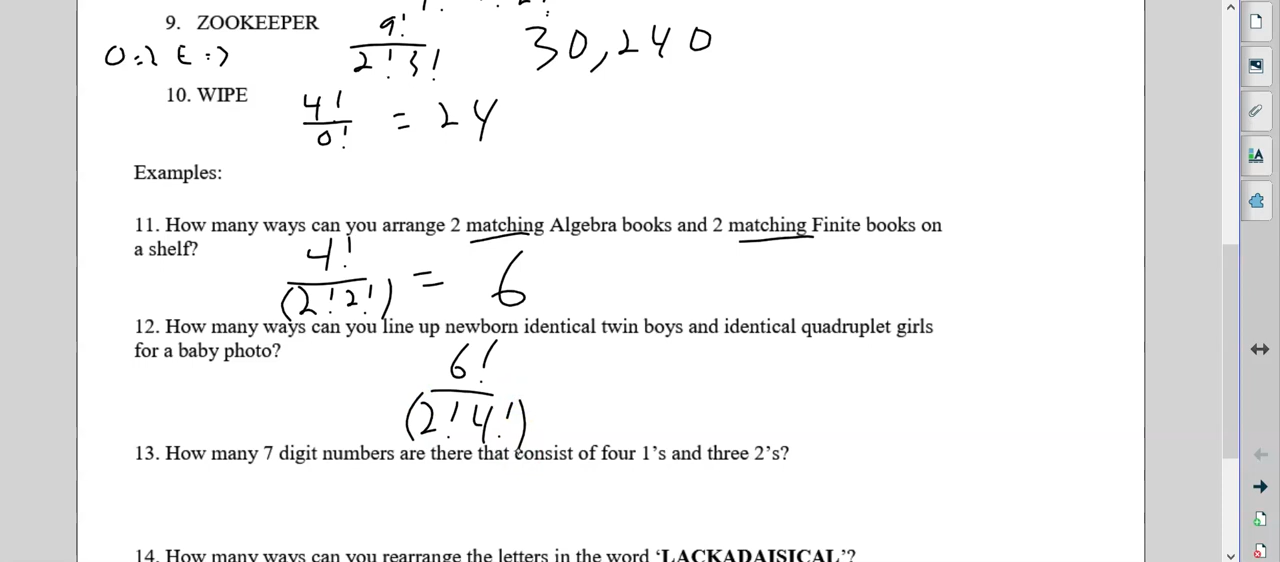 9. ZOOKEEPER
9!
2!3!
30,240
0:2 E:3
10. WIPE
4!
0!
= 24
Examples:
11. How many ways can you arrange 2 matching Algebra books and 2 matching Finite books on
a shelf?
4!
(2!2!)
= 6
12. How many ways can you line up newborn identical twin boys and identical quadruplet girls
for a baby photo?
6!
(2!4!)
13. How many 7 digit numbers are there that consist of four 1’s and three 2’s?
14. How many ways can you rearrange the letters in the word ‘LACKADAISICAL’?